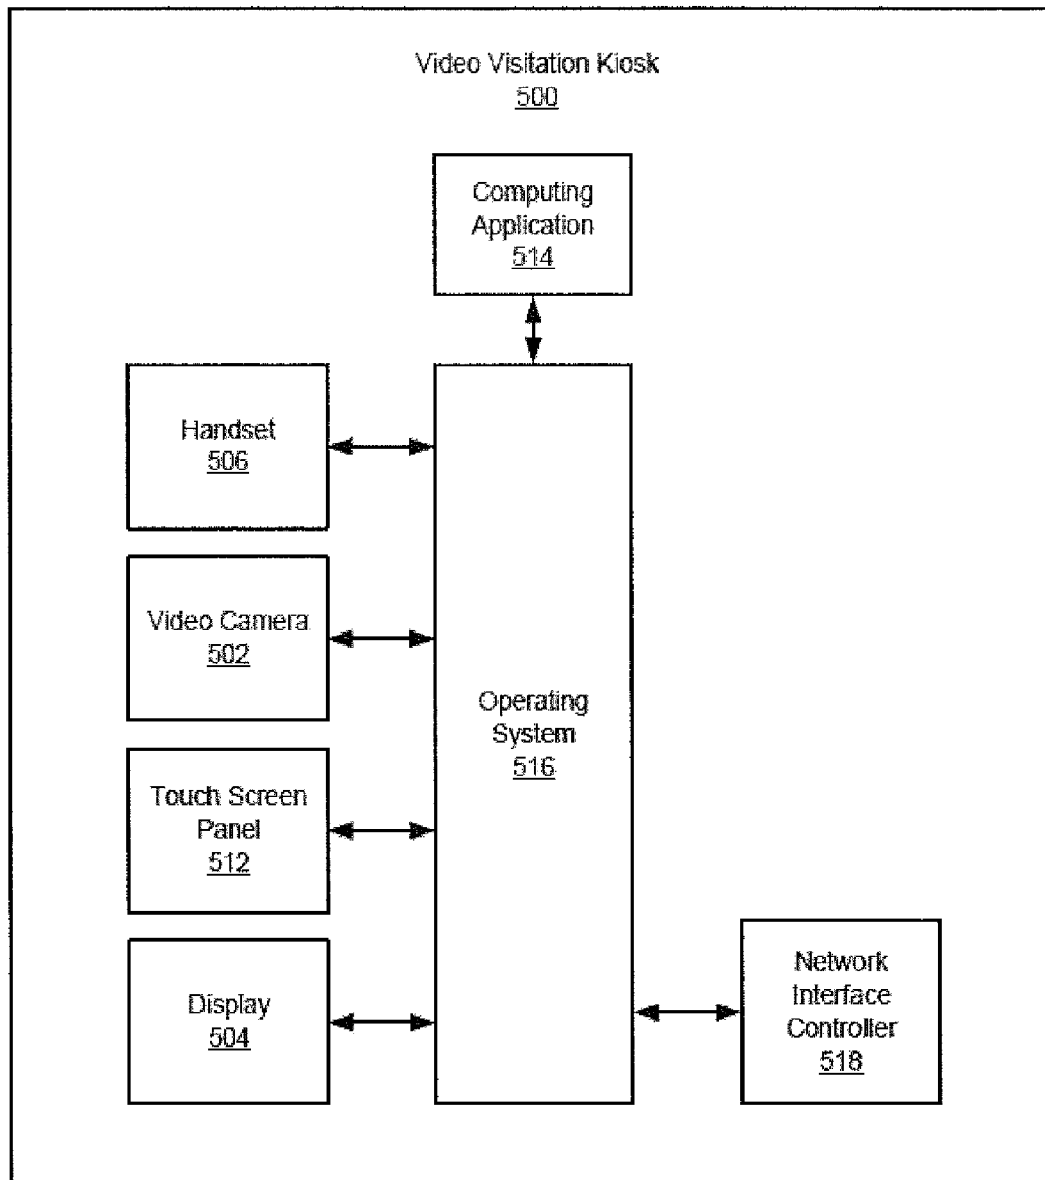 Video Visitation Kiosk
500
Computing
Application
514
Handset
506
Video Camera
502
Touch Screen
Panel
512
Display
504
Operating
System
516
Network
Interface
Controller
518